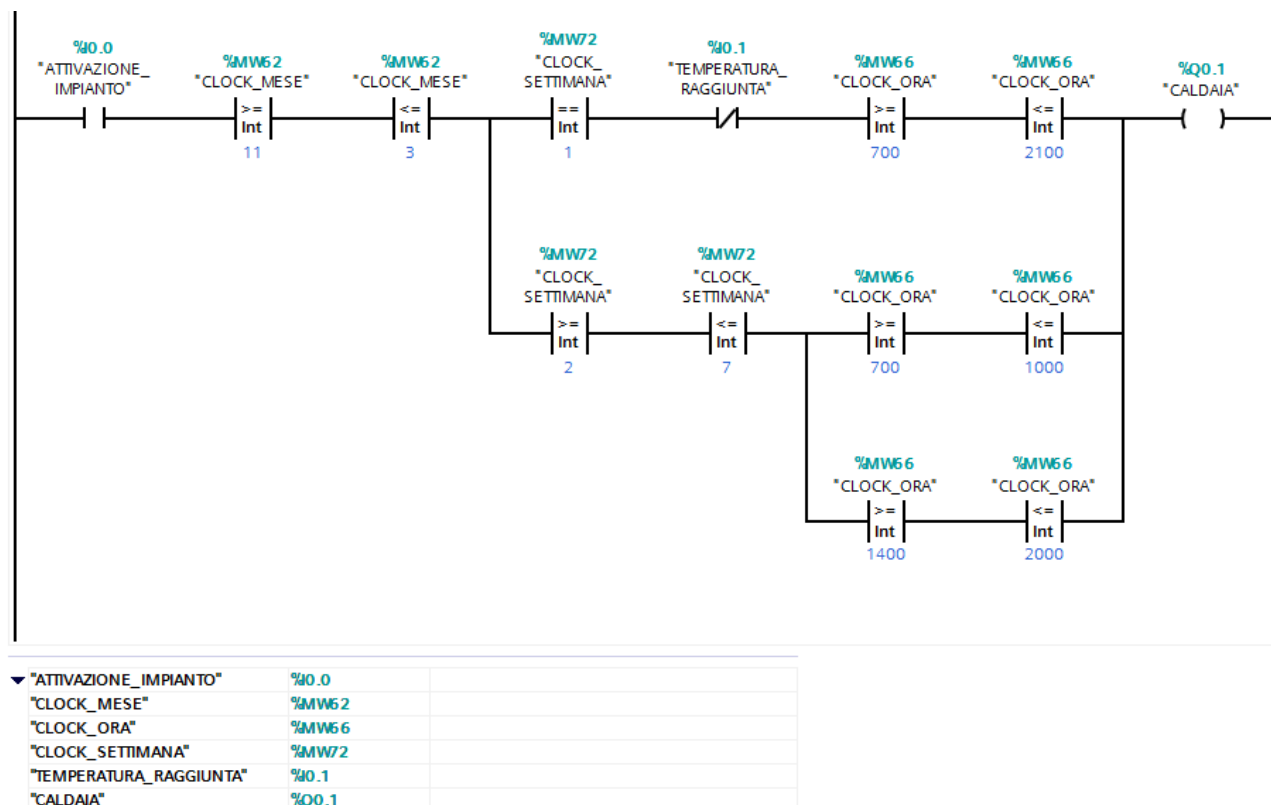 %I0.0
"ATTIVAZIONE_
IMPIANTO"
%MW62
"CLOCK_MESE"
>=
Int
11
%MW62
"CLOCK_MESE"
<=
Int
3
%MW72
"CLOCK_
SETTIMANA"
==
Int
1
%I0.1
"TEMPERATURA_
RAGGIUNTA"
%MW66
"CLOCK_ORA"
>=
Int
700
%MW66
"CLOCK_ORA"
<=
Int
2100
%Q0.1
"CALDAIA"
%MW72
"CLOCK_
SETTIMANA"
>=
Int
2
%MW72
"CLOCK_
SETTIMANA"
<=
Int
7
%MW66
"CLOCK_ORA"
>=
Int
700
%MW66
"CLOCK_ORA"
<=
Int
1000
%MW66
"CLOCK_ORA"
>=
Int
1400
%MW66
"CLOCK_ORA"
<=
Int
2000
"ATTIVAZIONE_IMPIANTO" %I0.0
"CLOCK_MESE" %MW62
"CLOCK_ORA" %MW66
"CLOCK_SETTIMANA" %MW72
"TEMPERATURA_RAGGIUNTA" %I0.1
"CALDAIA" %Q0.1